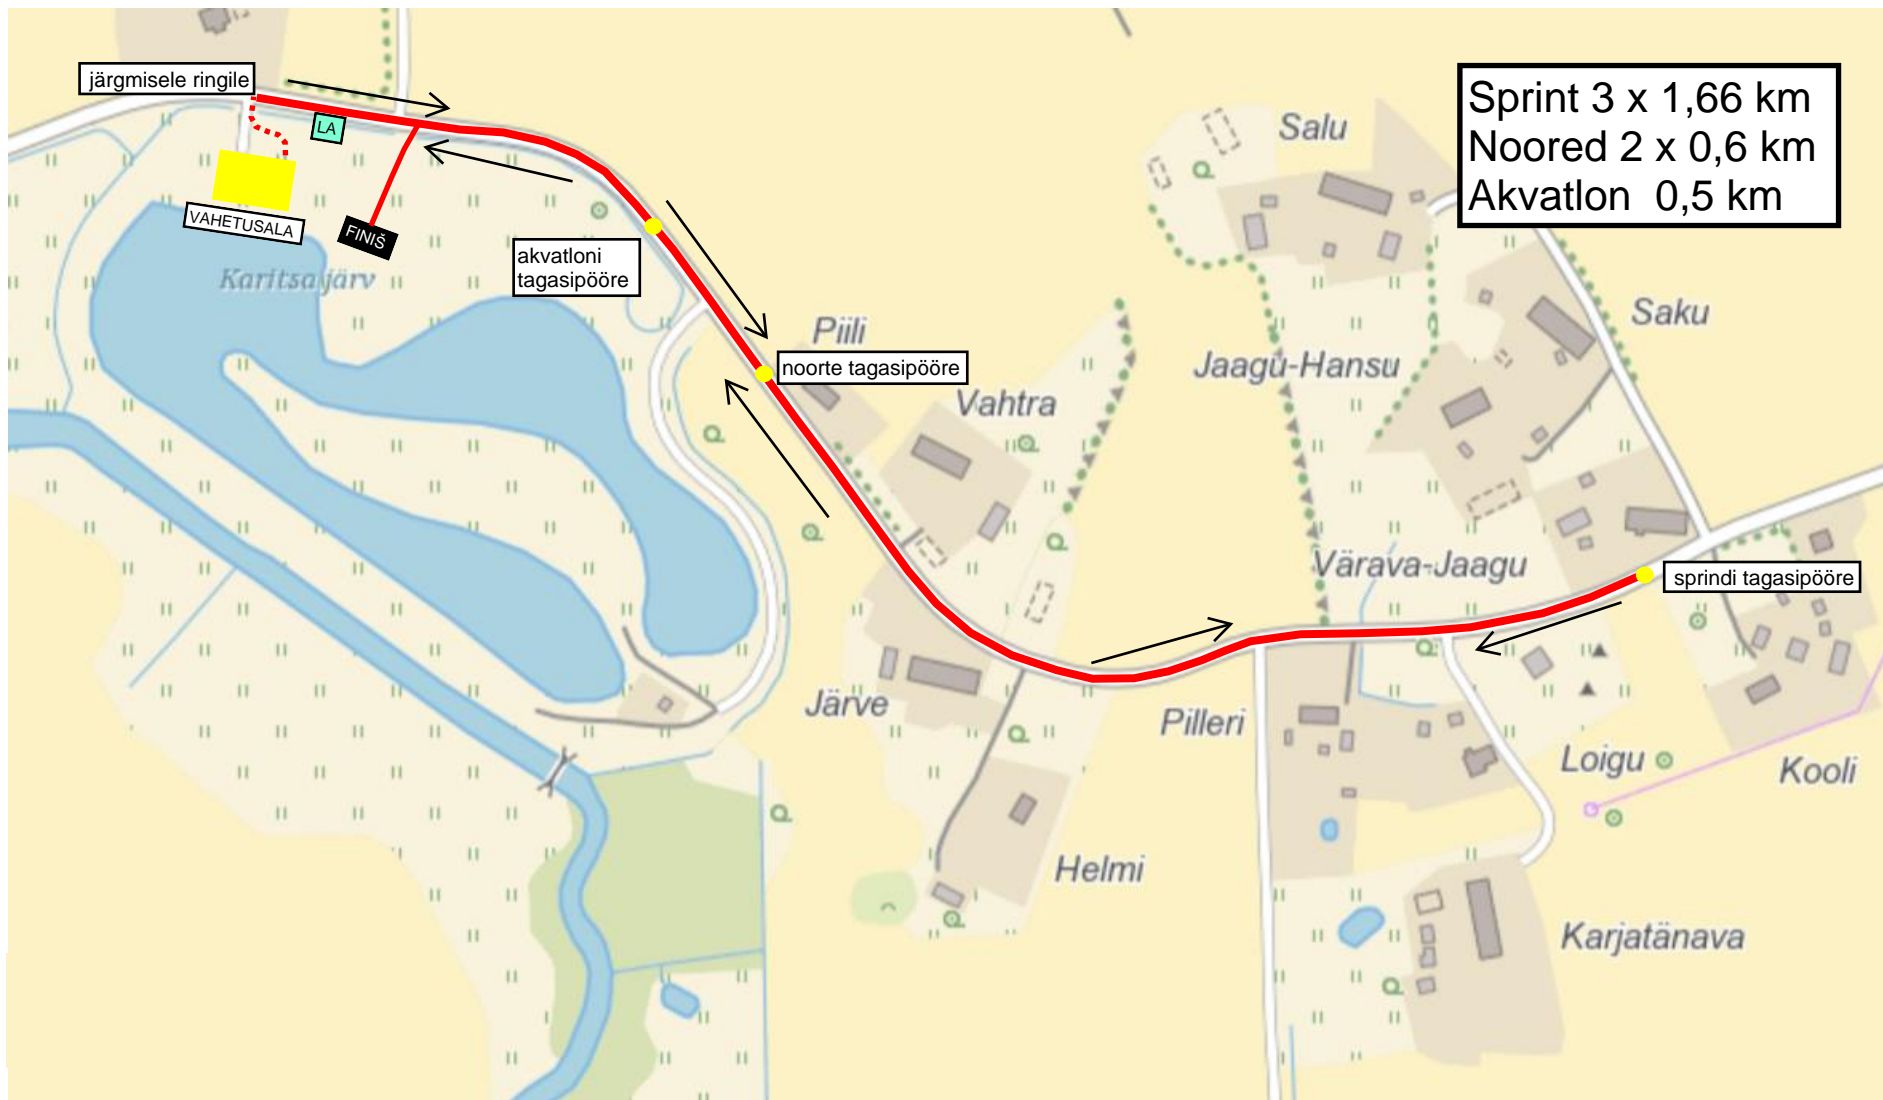 järgmisele ringile
LA
VAHETUSALA
FINIŠ
Karitsa järv
akvatloni
tagasipööre
Sprint 3 x 1,66 km
Noored 2 x 0,6 km
Akvatlon 0,5 km
Salu
Saku
Piili
noorte tagasipööre
Jaagu-Hansu
Vahtra
Värava-Jaagu
sprindi tagasipööre
Järve
Pilleri
Loigu
Kooli
Helmi
Karjatänava